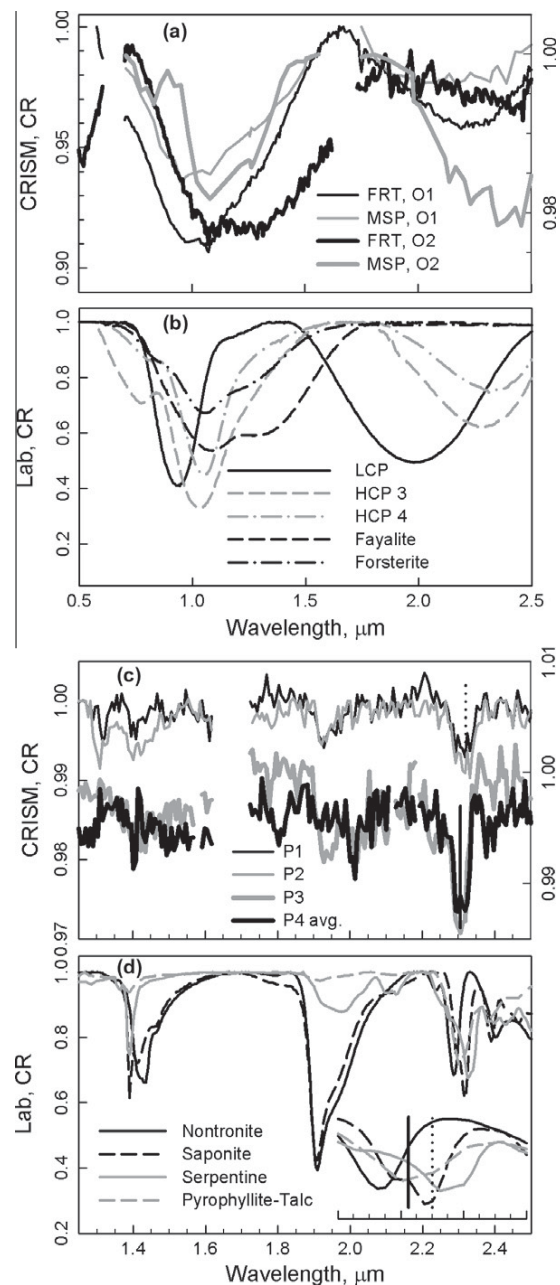 (a)
1.00
0.95
0.90
CRISM, CR
1.00
0.98
FRT, O1
MSP, O1
FRT, O2
MSP, O2
(b)
1.0
0.8
0.6
0.4
0.2
Lab, CR
LCP
HCP 3
HCP 4
Fayalite
Forsterite
0.5 1.0 1.5 2.0 2.5
Wavelength, μm
(c)
1.00
0.99
0.98
0.97
CRISM, CR
1.01
1.00
0.99
P1
P2
P3
P4 avg.
(d)
1.0
0.8
0.6
0.4
0.2
Lab, CR
Nontronite
Saponite
Serpentine
Pyrophyllite-Talc
1.4 1.6 1.8 2.0 2.2 2.4
Wavelength, μm